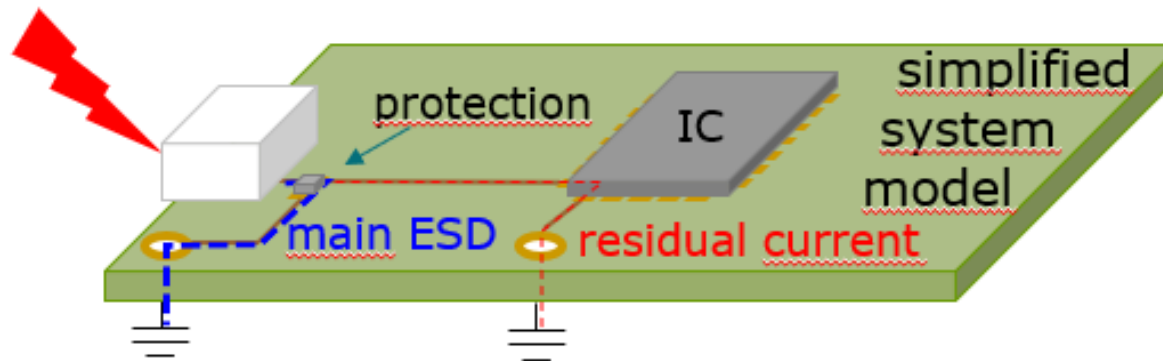 simplified
system
model
protection
IC
main ESD
residual current